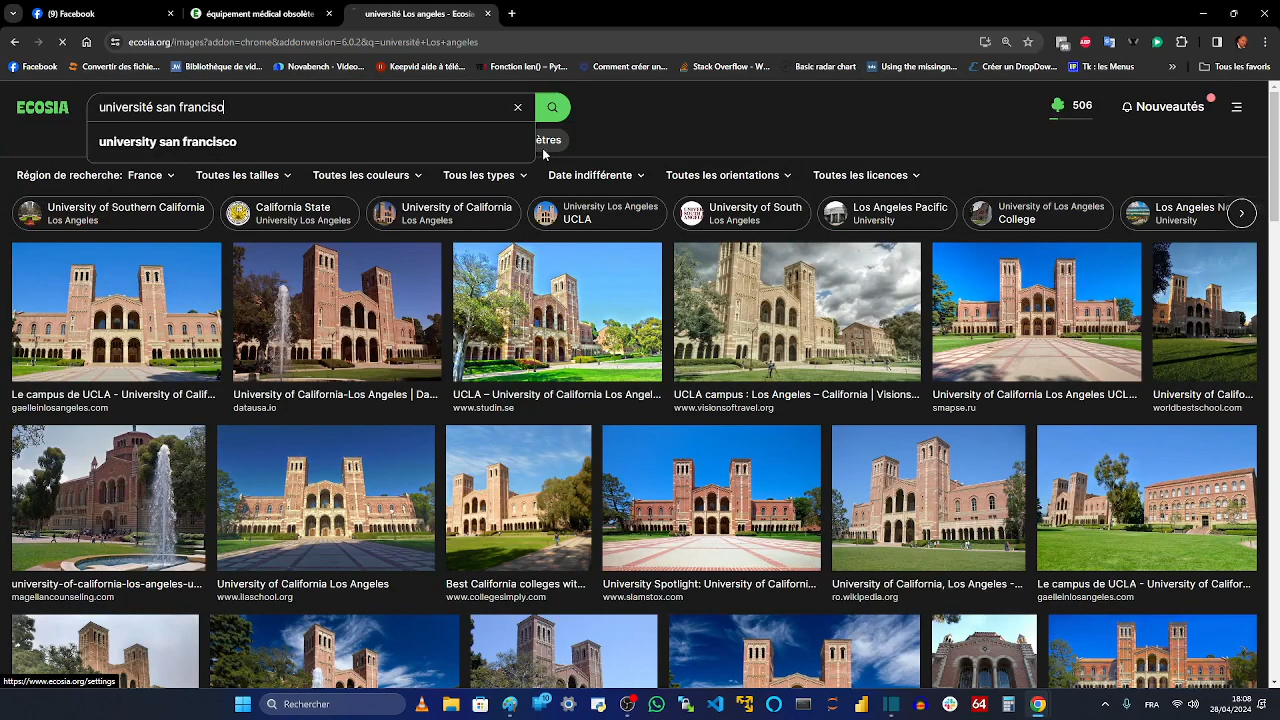 (9) Facebook
équipement médical obsolète
université Los angeles - Ecosia
ecosia.org/images?addon=chrome&addonversion=6.0.2&q=université+Los+angeles
Facebook
Convertir des fichie...
Bibliothèque de vid...
Novabench - Video...
Keepvid aide à télé...
Fonction len() – Pyt...
Comment créer un...
Stack Overflow - W...
Basic radar chart
Using the missingn...
Créer un DropDow...
Tk : les Menus
»
Tous les favoris
ECOSIA
université san francisc
506
Nouveautés
university san francisco
ètres
Région de recherche: France
Toutes les tailles
Toutes les couleurs
Tous les types
Date indifférente
Toutes les orientations
Toutes les licences
University of Southern California
Los Angeles
California State
University Los Angeles
University of California
Los Angeles
University Los Angeles
UCLA
University of South
Los Angeles
Los Angeles Pacific
University
University of Los Angeles
College
Los Angeles N
University
Le campus de UCLA - University of Calif...
gaelleinlosangeles.com
University of California-Los Angeles | Da...
datausa.io
UCLA – University of California Los Angel...
www.studin.se
UCLA campus : Los Angeles – California | Visions...
www.visionsoftravel.org
University of California Los Angeles UCL...
smapse.ru
University of Califo...
worldbestschool.com
university-of-california-los-angeles-u...
magellancounseling.com
University of California Los Angeles
www.ilaschool.org
Best California colleges wit...
www.collegesimply.com
University Spotlight: University of Californi...
www.slamstox.com
University of California, Los Angeles -...
ro.wikipedia.org
Le campus de UCLA - University of Califor...
gaelleinlosangeles.com
https://www.ecosia.org/settings
Rechercher
10
64
FRA
18:08
28/04/2024